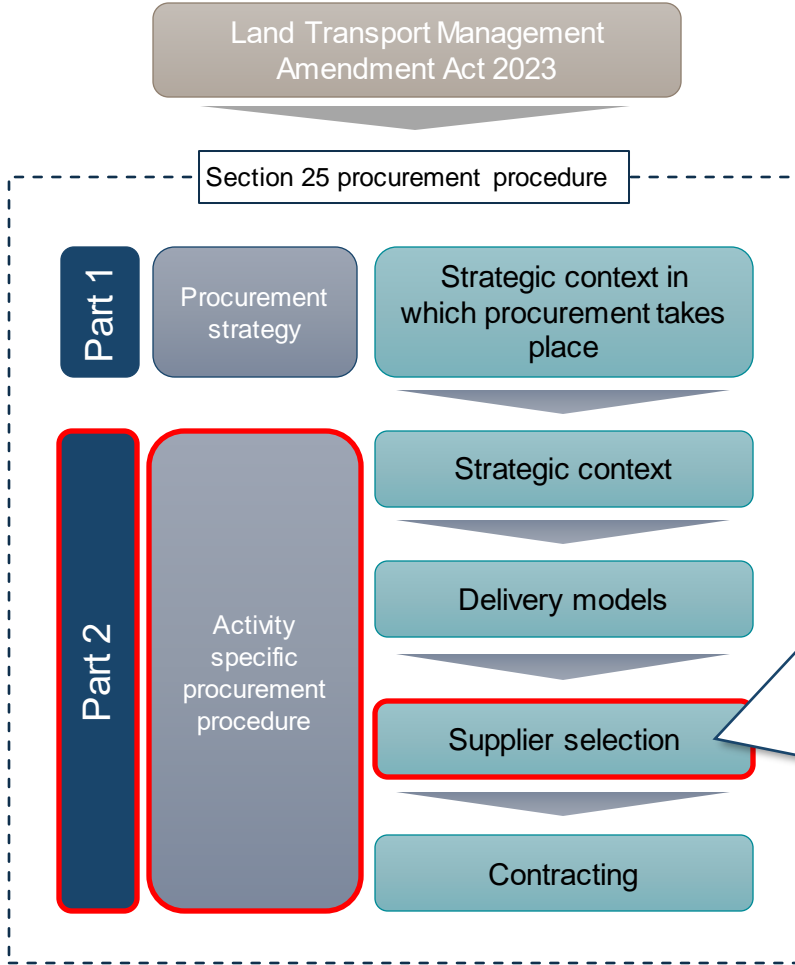 Land Transport Management
Amendment Act 2023
Section 25 procurement procedure
Part 1
Procurement
strategy
Strategic context in
which procurement takes
place
Part 2
Activity
specific
procurement
procedure
Strategic context
Delivery models
Supplier selection
Contracting